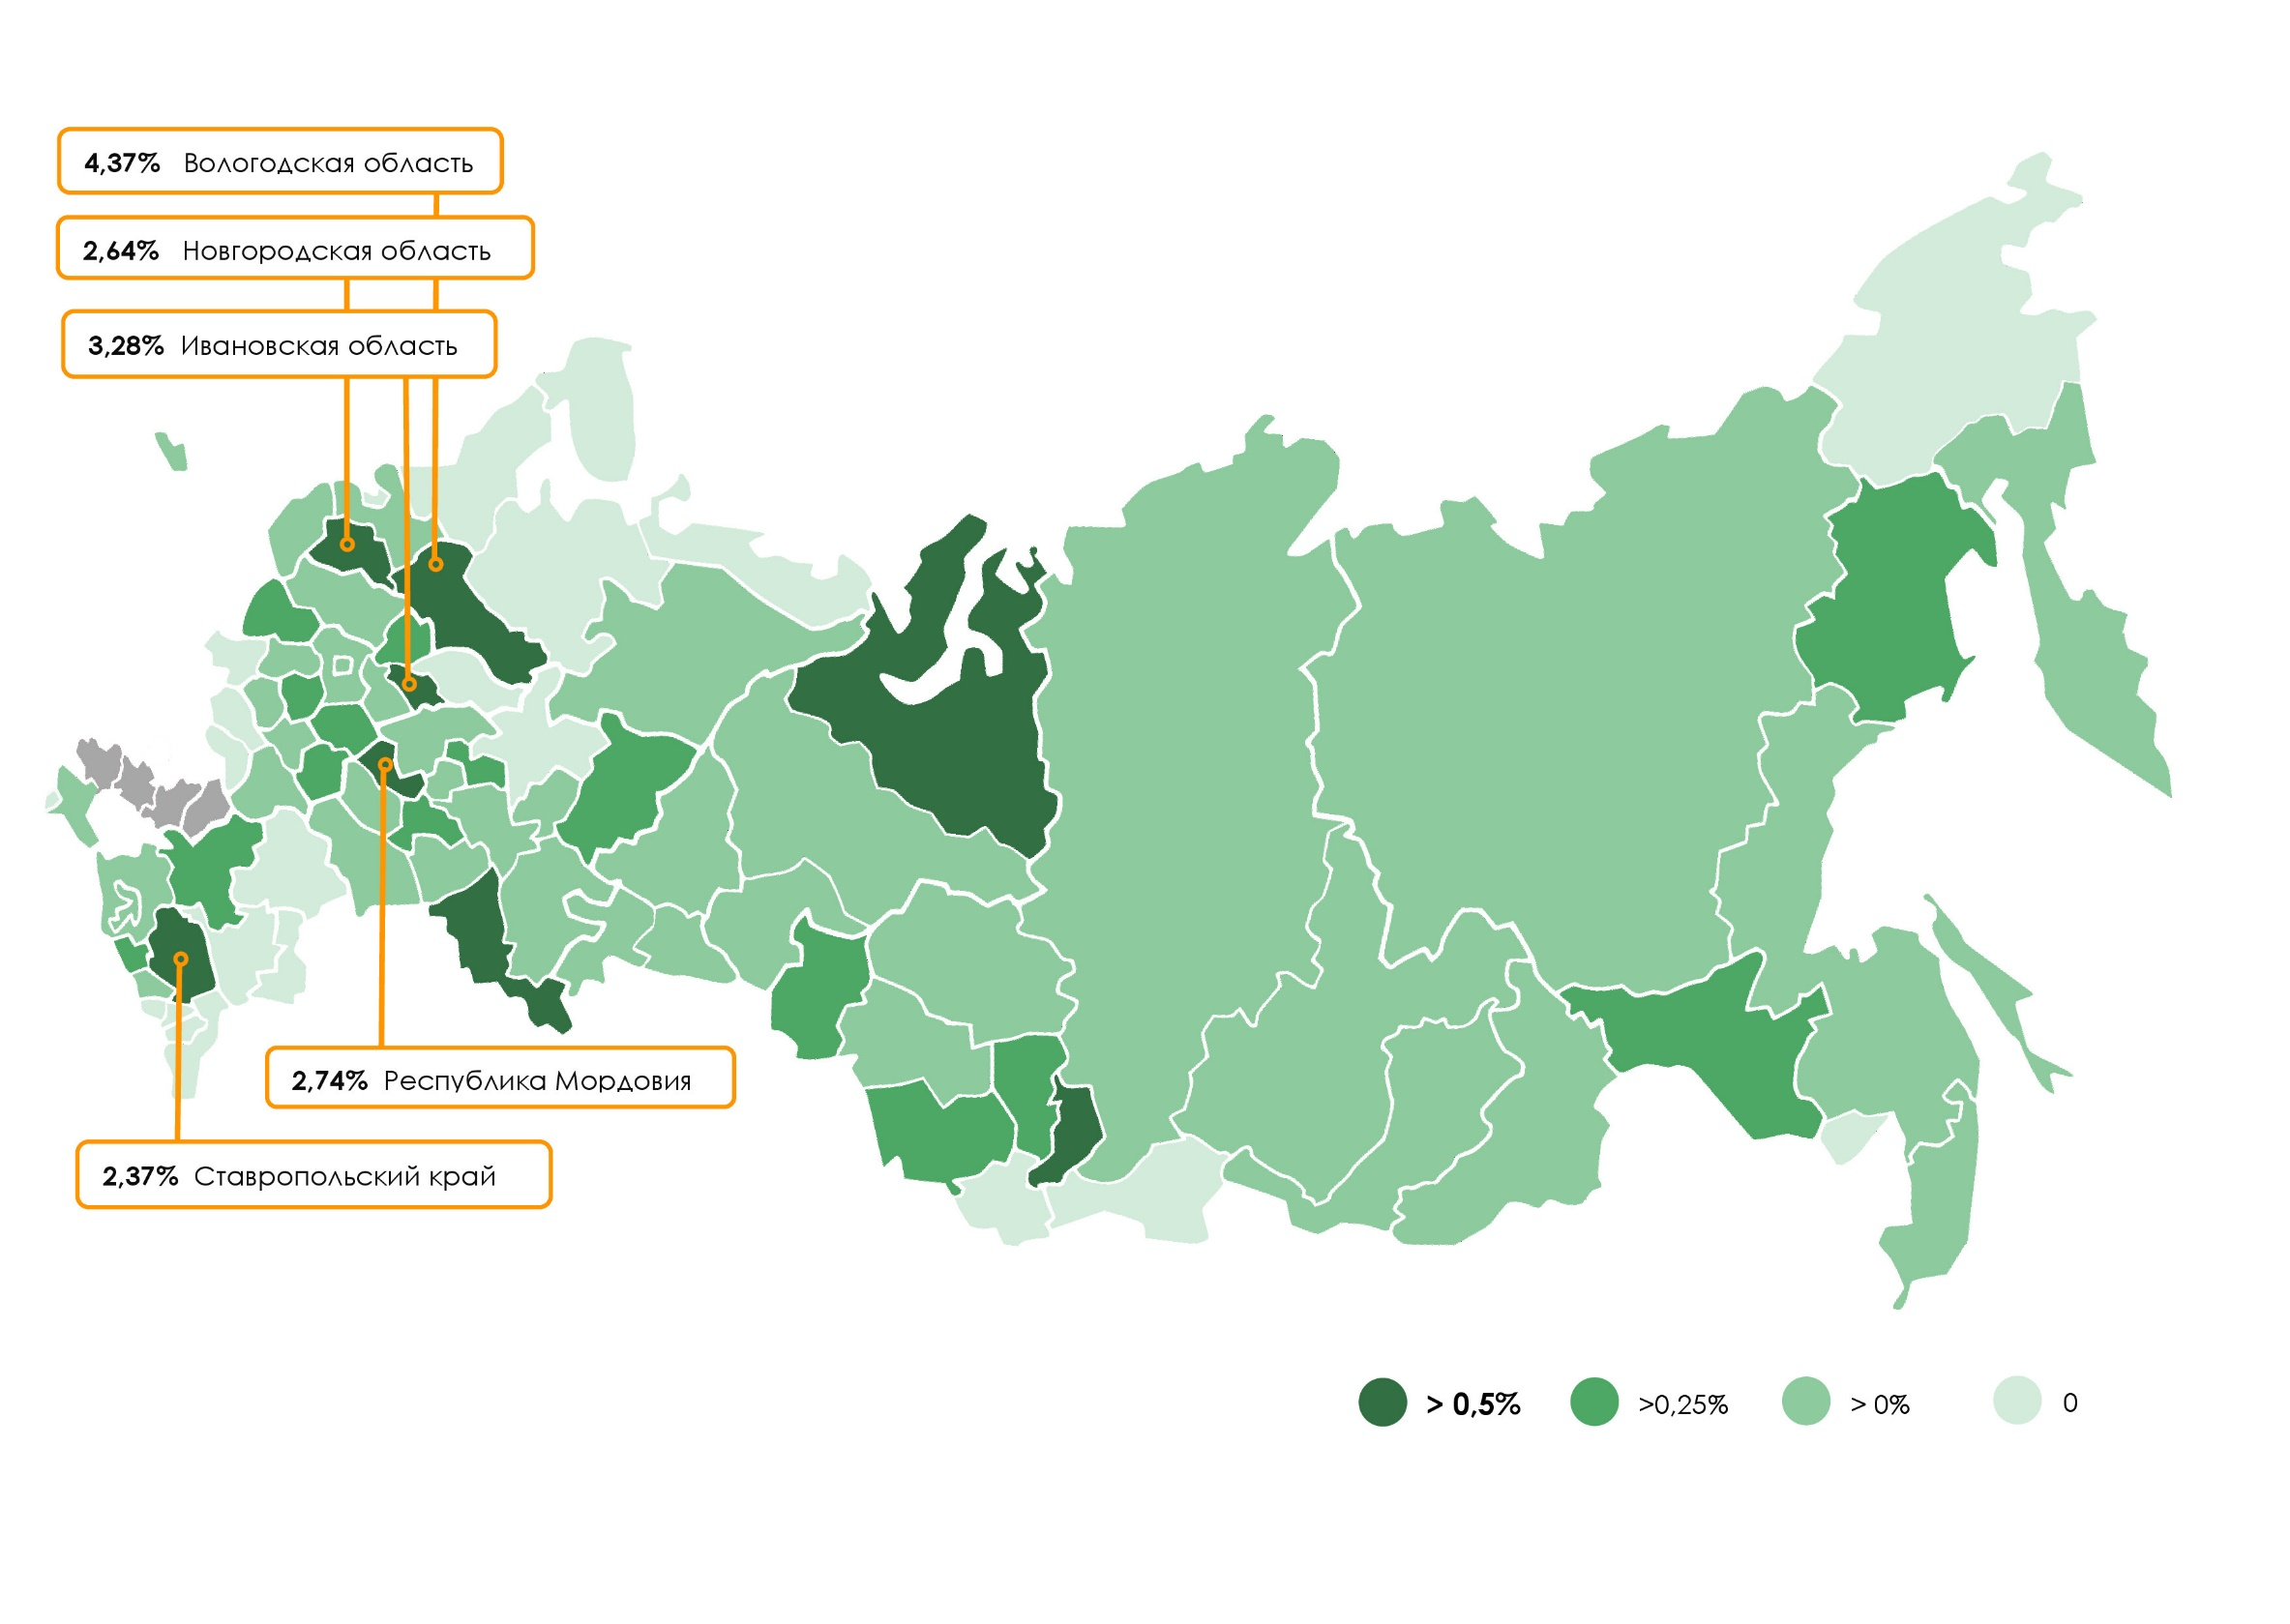 4,37% Вологодская область
2,64% Новгородская область
3,28% Ивановская область
2,74% Республика Мордовия
2,37% Ставропольский край
> 0,5% >0,25% > 0% 0